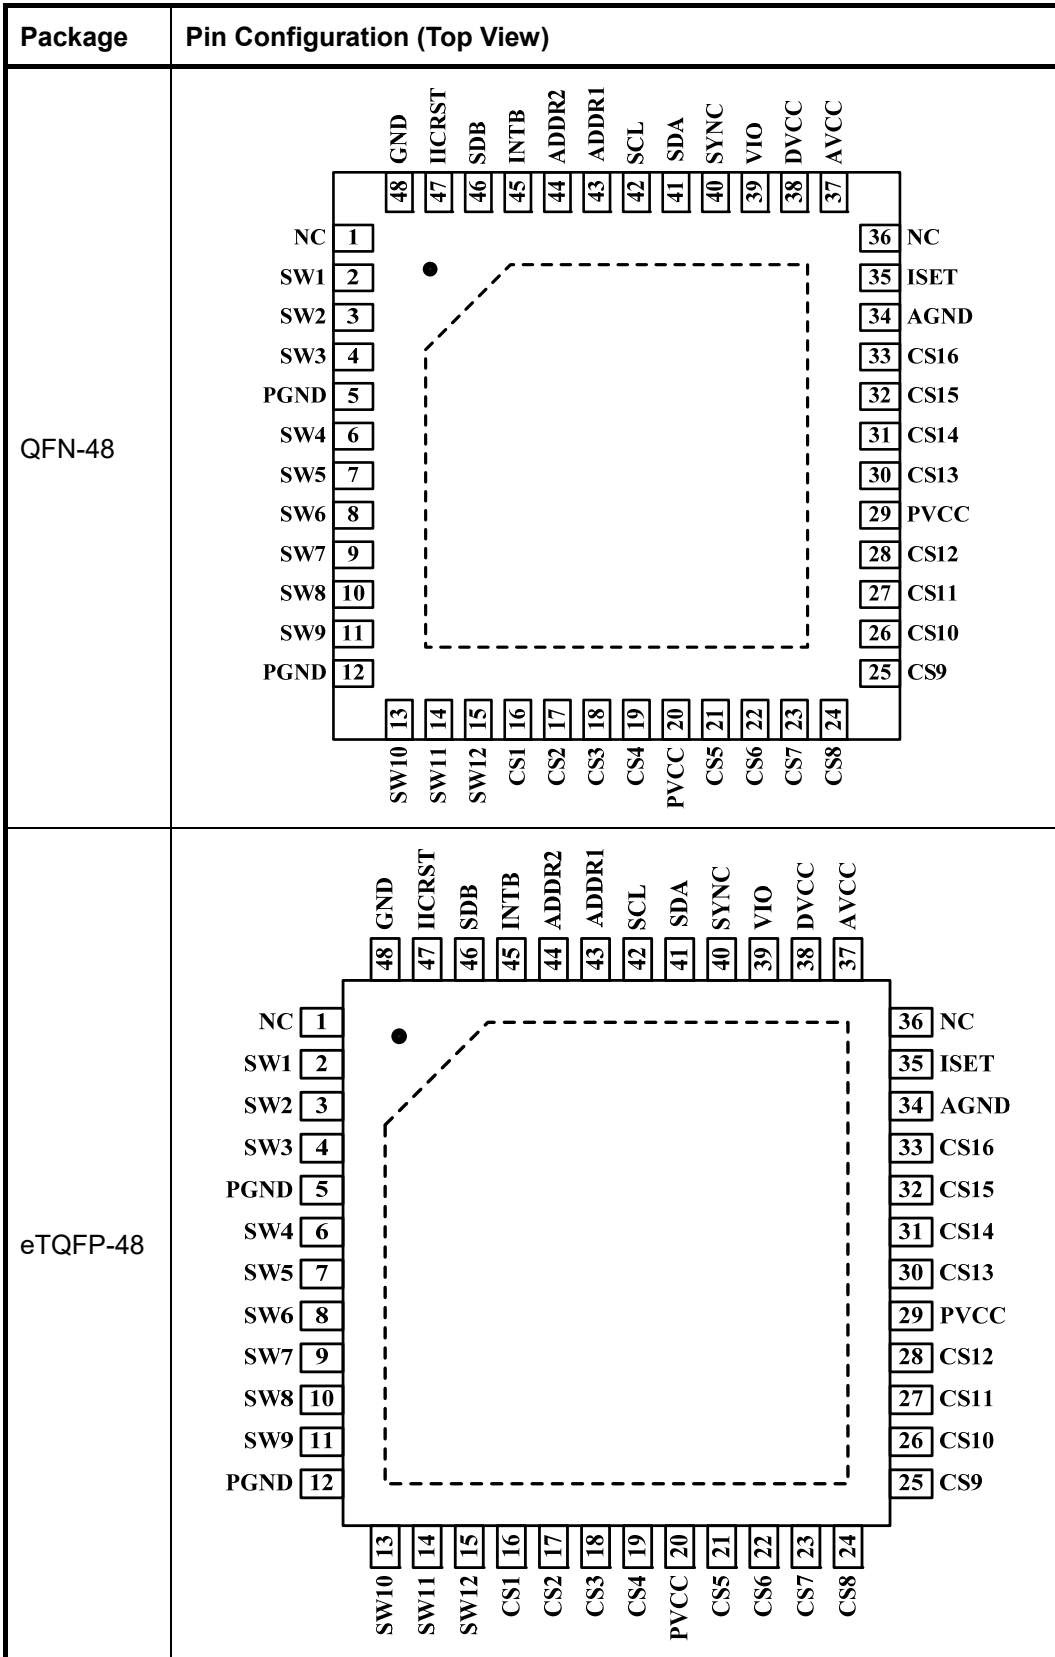 Package Pin Configuration (Top View)
QFN-48
GND IICRST SDB INTB ADDR2 ADDR1 SCL SDA SYNC VIO DVCC AVCC
48 47 46 45 44 43 42 41 40 39 38 37
NC 1 36 NC
SW1 2 35 ISET
SW2 3 34 AGND
SW3 4 33 CS16
PGND 5 32 CS15
SW4 6 31 CS14
SW5 7 30 CS13
SW6 8 29 PVCC
SW7 9 28 CS12
SW8 10 27 CS11
SW9 11 26 CS10
PGND 12 25 CS9
13 14 15 16 17 18 19 20 21 22 23 24
SW10 SW11 SW12 CS1 CS2 CS3 CS4 PVCC CS5 CS6 CS7 CS8
eTQFP-48
GND IICRST SDB INTB ADDR2 ADDR1 SCL SDA SYNC VIO DVCC AVCC
48 47 46 45 44 43 42 41 40 39 38 37
NC 1 36 NC
SW1 2 35 ISET
SW2 3 34 AGND
SW3 4 33 CS16
PGND 5 32 CS15
SW4 6 31 CS14
SW5 7 30 CS13
SW6 8 29 PVCC
SW7 9 28 CS12
SW8 10 27 CS11
SW9 11 26 CS10
PGND 12 25 CS9
13 14 15 16 17 18 19 20 21 22 23 24
SW10 SW11 SW12 CS1 CS2 CS3 CS4 PVCC CS5 CS6 CS7 CS8